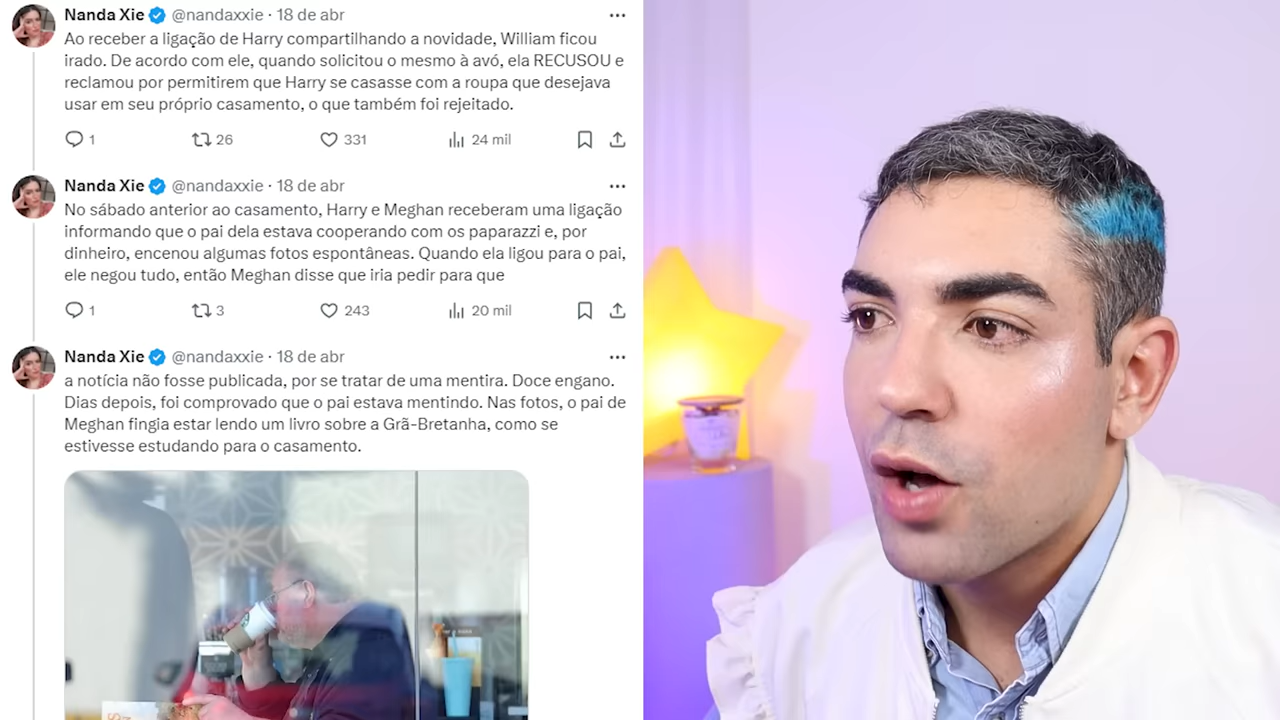 Nanda Xie @nandaxxie · 18 de abr
Ao receber a ligação de Harry compartilhando a novidade, William ficou
irado. De acordo com ele, quando solicitou o mesmo à avó, ela RECUSOU e
reclamou por permitirem que Harry se casasse com a roupa que desejava
usar em seu próprio casamento, o que também foi rejeitado.
1 26 331 24 mil
Nanda Xie @nandaxxie · 18 de abr
No sábado anterior ao casamento, Harry e Meghan receberam uma ligação
informando que o pai dela estava cooperando com os paparazzi e, por
dinheiro, encenou algumas fotos espontâneas. Quando ela ligou para o pai,
ele negou tudo, então Meghan disse que iria pedir para que
1 3 243 20 mil
Nanda Xie @nandaxxie · 18 de abr
a notícia não fosse publicada, por se tratar de uma mentira. Doce engano.
Dias depois, foi comprovado que o pai estava mentindo. Nas fotos, o pai de
Meghan fingia estar lendo um livro sobre a Grã-Bretanha, como se
estivesse estudando para o casamento.